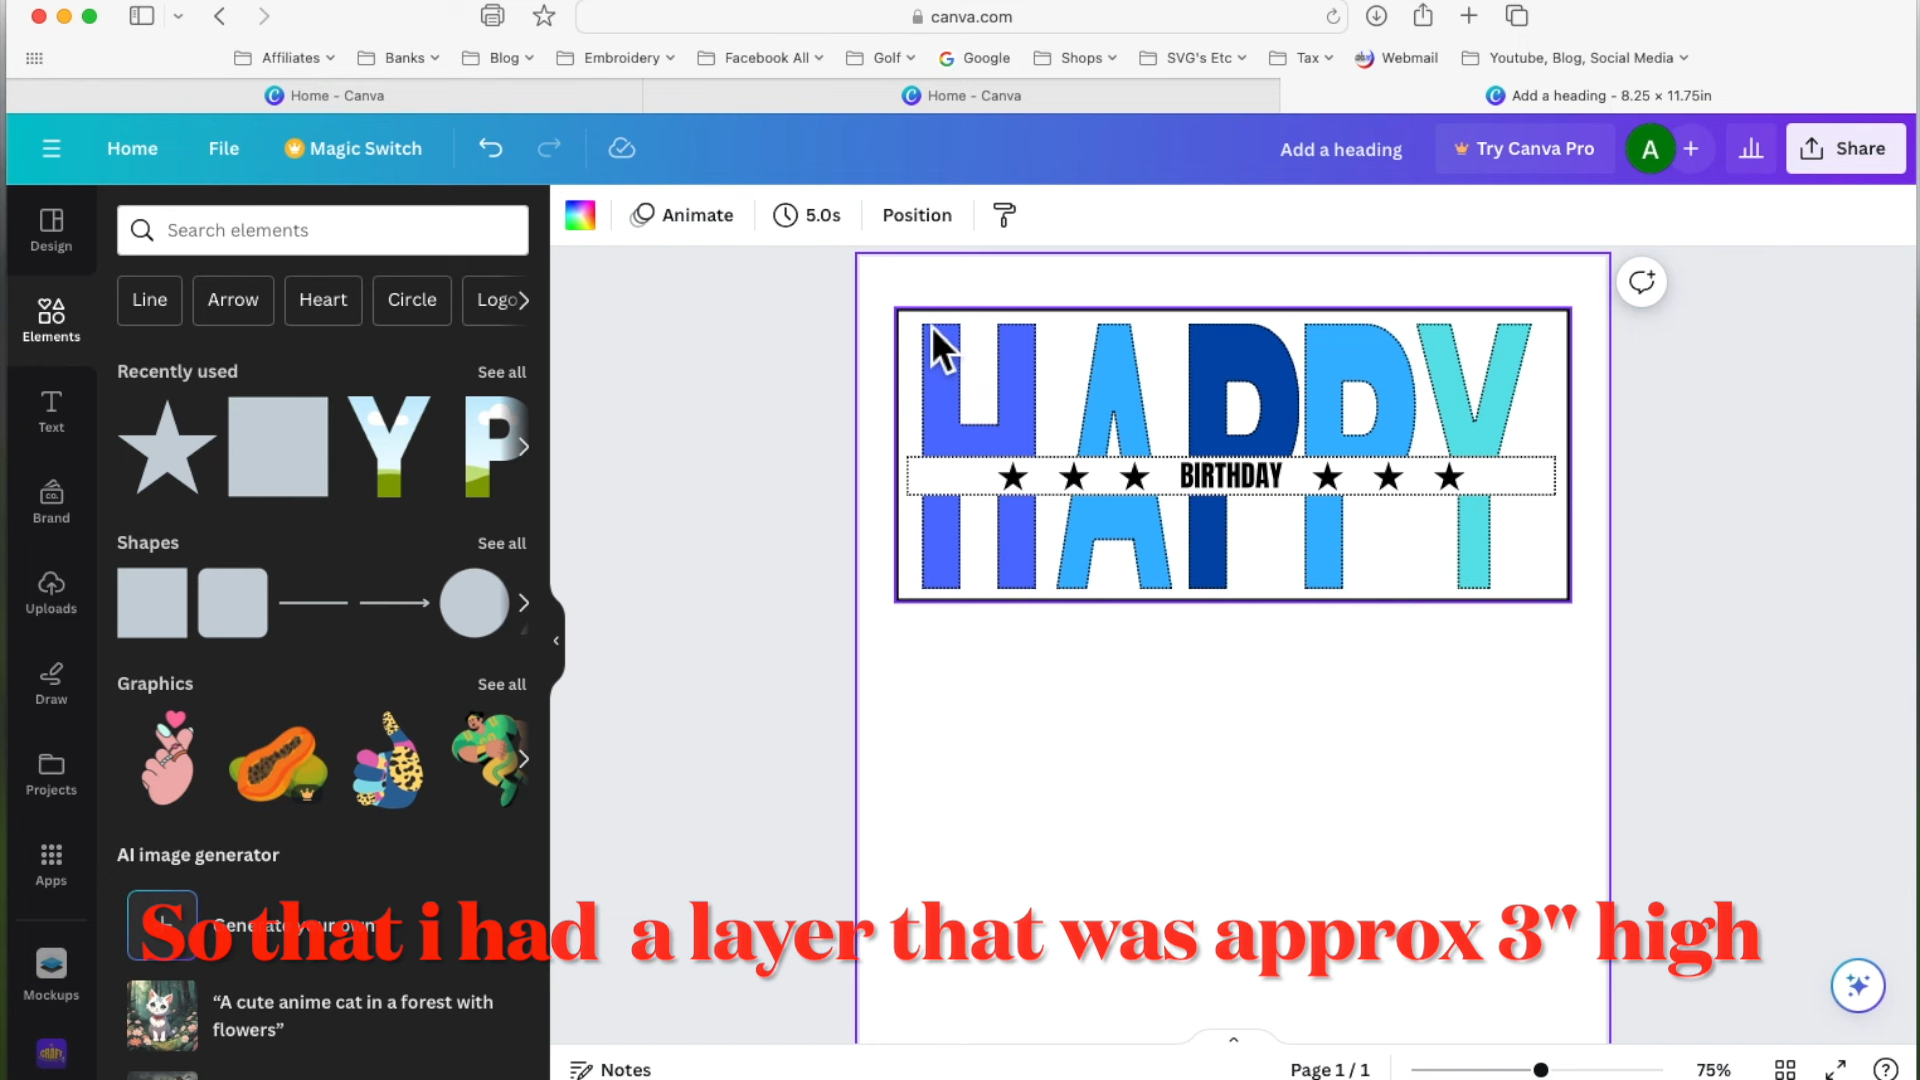 canva.com
Affiliates
Banks
Blog
Embroidery
Facebook All
Golf
Google
Shops
SVG's Etc
Tax
Webmail
Youtube, Blog, Social Media
Home - Canva
Home - Canva
Add a heading - 8.25 × 11.75in
Home
File
Magic Switch
Add a heading
Try Canva Pro
A
Share
Design
Elements
Text
Brand
Uploads
Draw
Projects
Apps
Mockups
CRAFT
Search elements
Line
Arrow
Heart
Circle
Logo
Recently used
See all
Y P
Shapes
See all
Graphics
See all
AI image generator
Generate your own
“A cute anime cat in a forest with
flowers”
Animate
5.0s
Position
HAPPY
BIRTHDAY
So that i had a layer that was approx 3" high
Notes
Page 1 / 1
75%